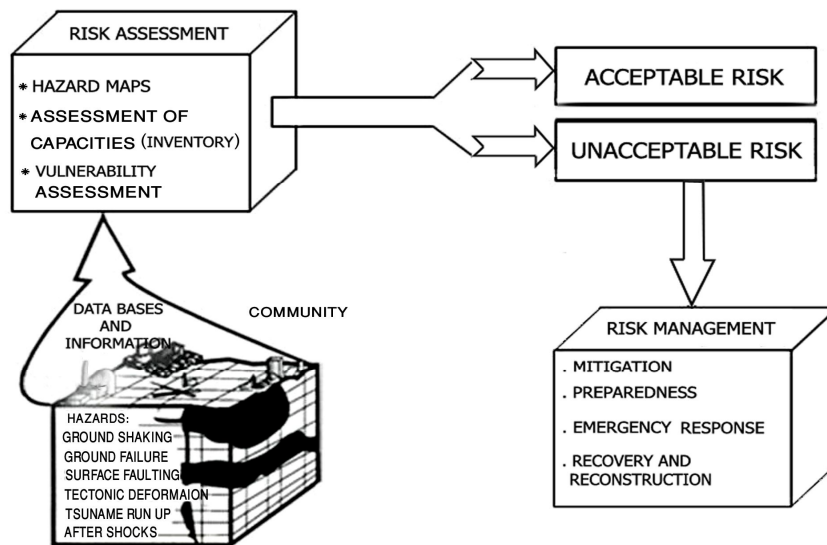 RISK ASSESSMENT
* HAZARD MAPS
* ASSESSMENT OF
CAPACITIES (INVENTORY)
* VULNERABILITY
ASSESSMENT
ACCEPTABLE RISK
UNACCEPTABLE RISK
DATA BASES
AND
INFORMATION
COMMUNITY
HAZARDS:
GROUND SHAKING
GROUND FAILURE
SURFACE FAULTING
TECTONIC DEFORMAION
TSUNAME RUN UP
AFTER SHOCKS
RISK MANAGEMENT
. MITIGATION
. PREPAREDNESS
. EMERGENCY RESPONSE
. RECOVERY AND
RECONSTRUCTION